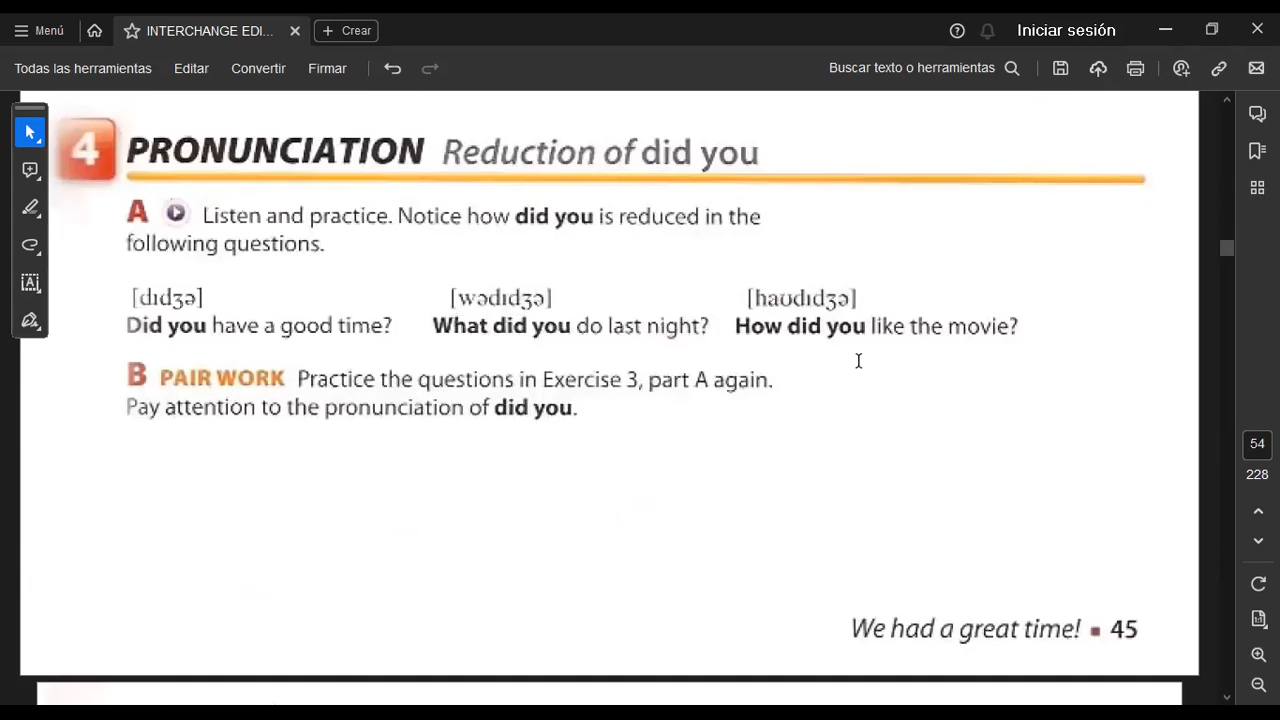 Menú INTERCHANGE EDI... Crear Iniciar sesión
Todas las herramientas Editar Convertir Firmar Buscar texto o herramientas
4 PRONUNCIATION Reduction of did you
A Listen and practice. Notice how did you is reduced in the
following questions.
[dɪdʒə] [wədɪdʒə] [haʊdɪdʒə]
Did you have a good time? What did you do last night? How did you like the movie?
B PAIR WORK Practice the questions in Exercise 3, part A again.
Pay attention to the pronunciation of did you.
54
228
We had a great time! ■ 45